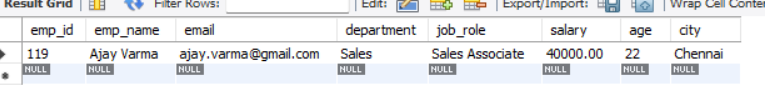 Result Grid Filter Rows: Edit: Export/Import: Wrap Cell Conter
emp_id emp_name email department job_role salary age city
119 Ajay Varma ajay.varma@gmail.com Sales Sales Associate 40000.00 22 Chennai
NULL NULL NULL NULL NULL NULL NULL NULL